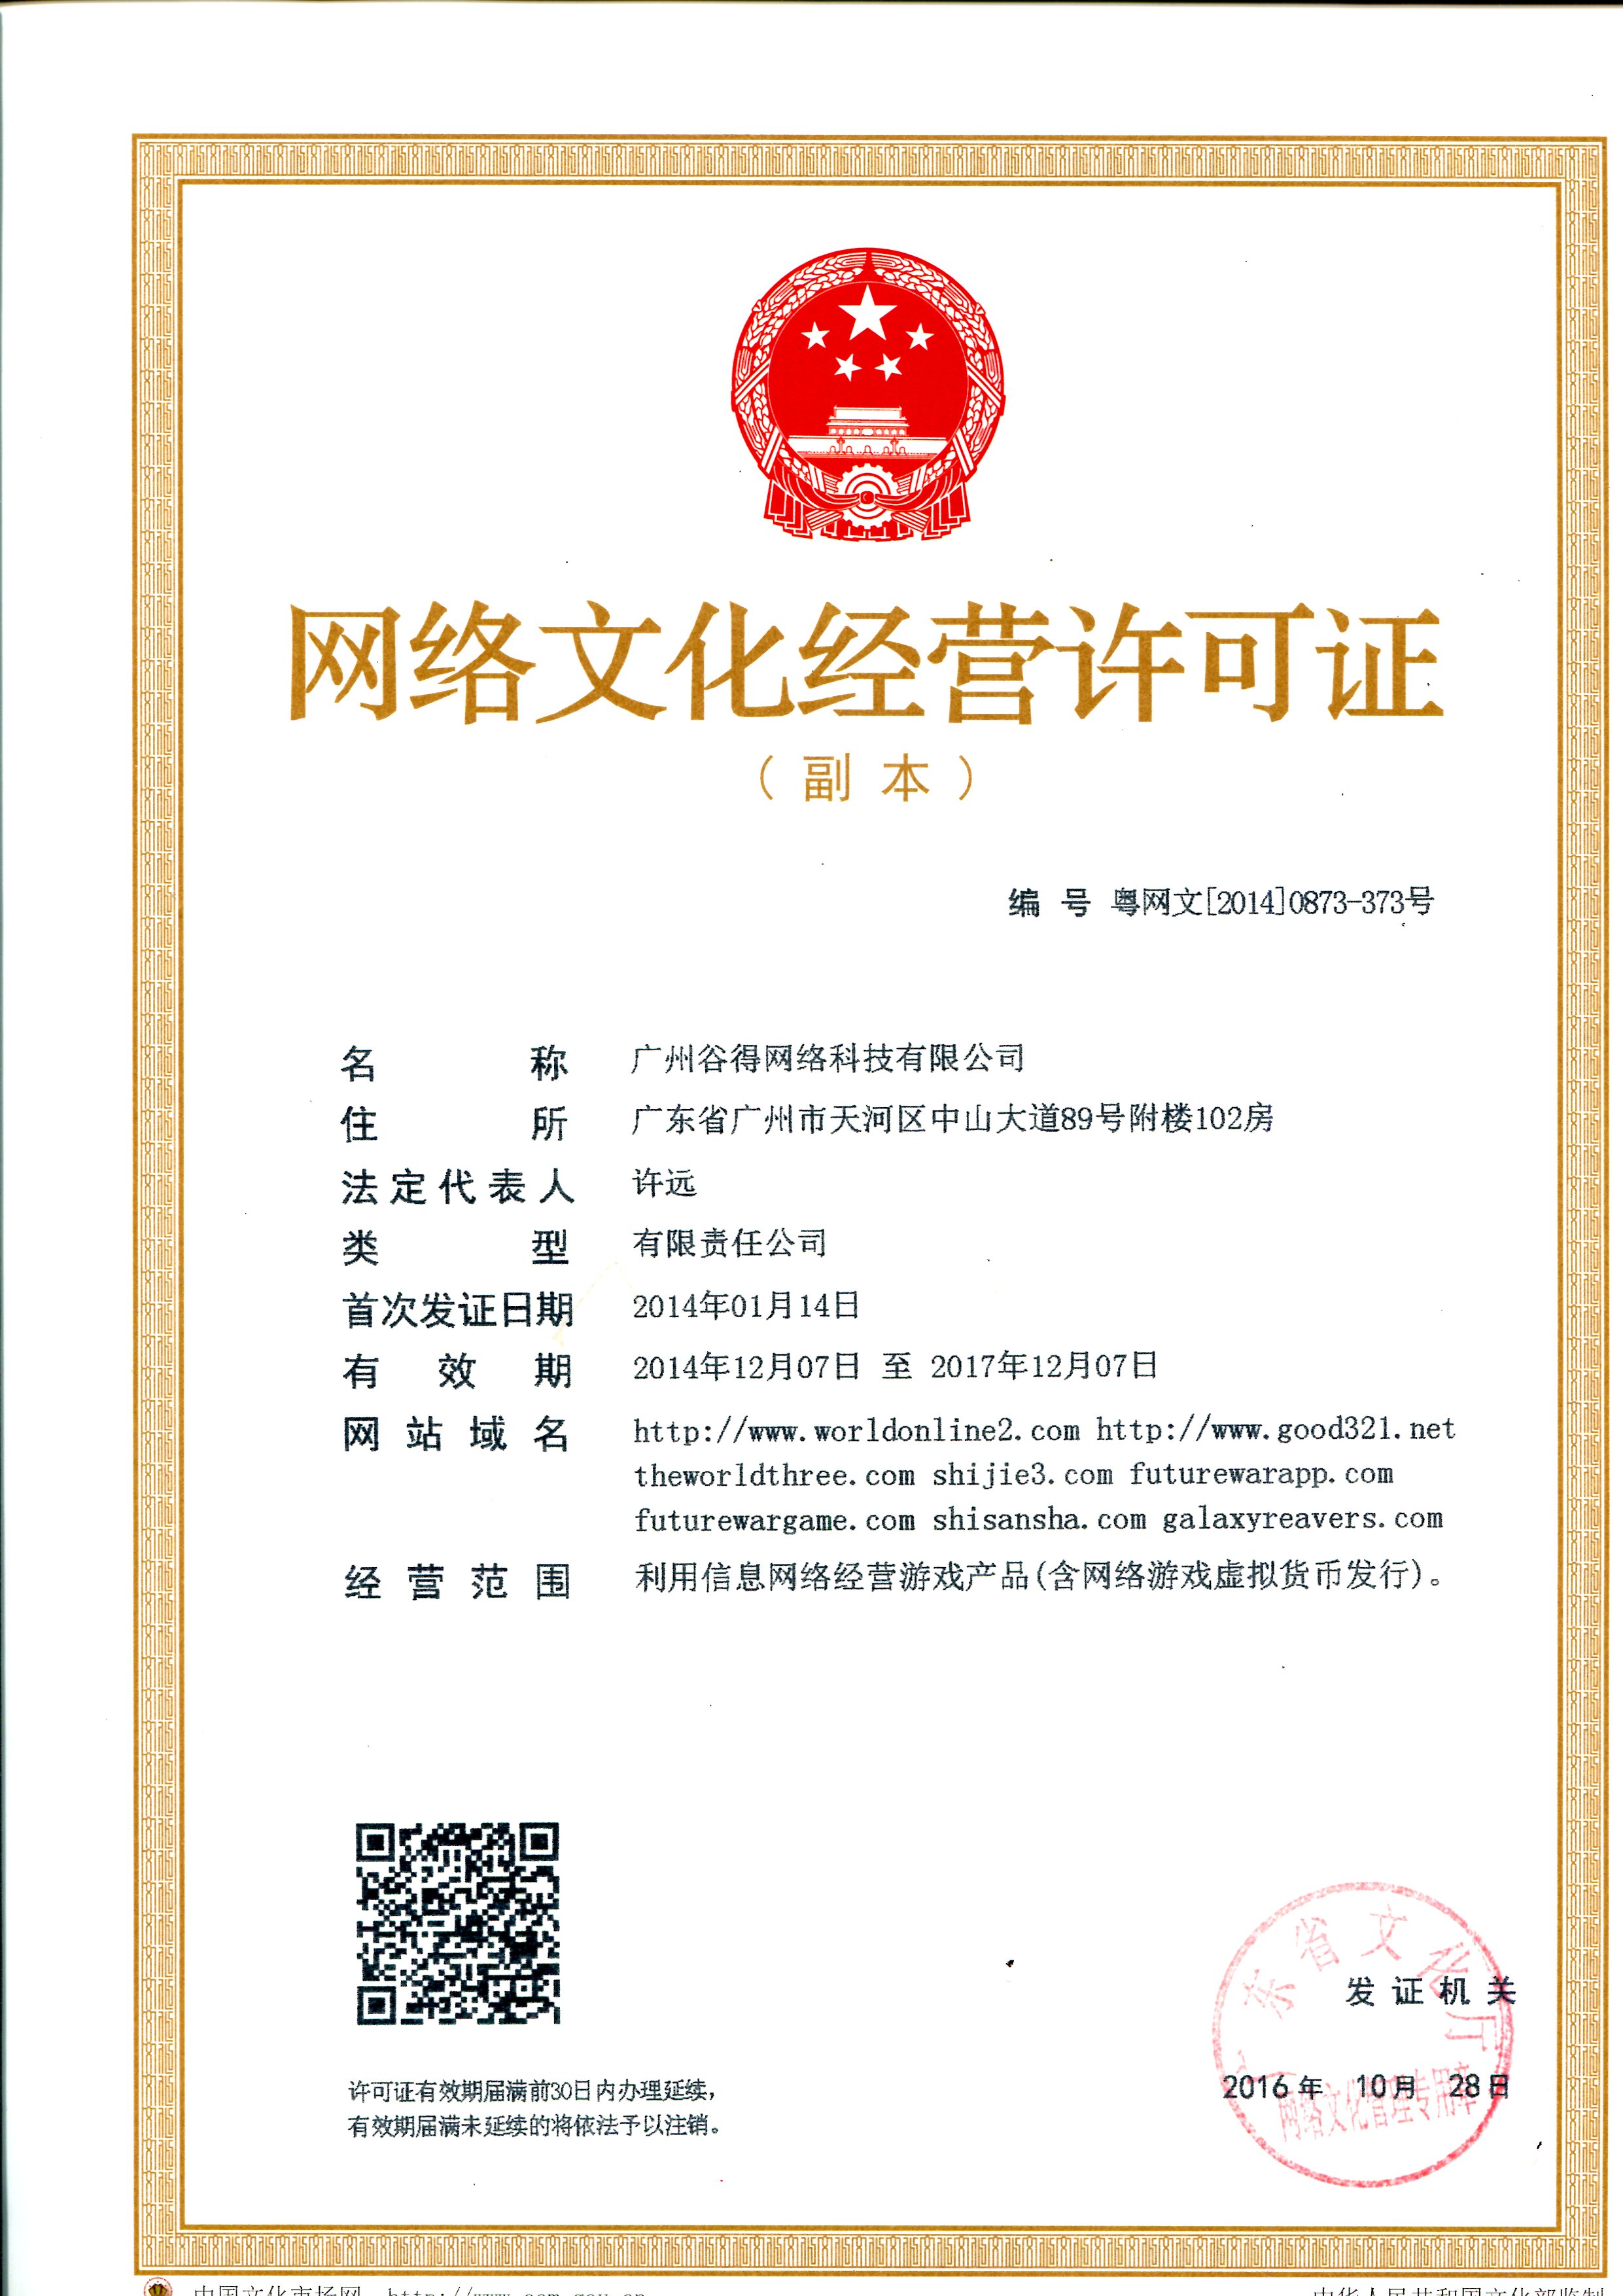 网络文化经营许可证
（副本）
编 号 粤网文[2014]0873-373号
名 称 广州谷得网络科技有限公司
住 所 广东省广州市天河区中山大道89号附楼102房
法定代表人 许远
类 型 有限责任公司
首次发证日期 2014年01月14日
有 效 期 2014年12月07日 至 2017年12月07日
网 站 域 名 http://www.worldonline2.com http://www.good321.net
theworldthree.com shijie3.com futurewarapp.com
futurewargame.com shisansha.com galaxyreavers.com
经 营 范 围 利用信息网络经营游戏产品(含网络游戏虚拟货币发行)。
广东省文化厅
发 证 机 关
2016 年 10 月 28 日
网络文化管理专用章
许可证有效期届满前30日内办理延续，
有效期届满未延续的将依法予以注销。
中国文化市场网 http://www.ccm.gov.cn
中华人民共和国文化部监制